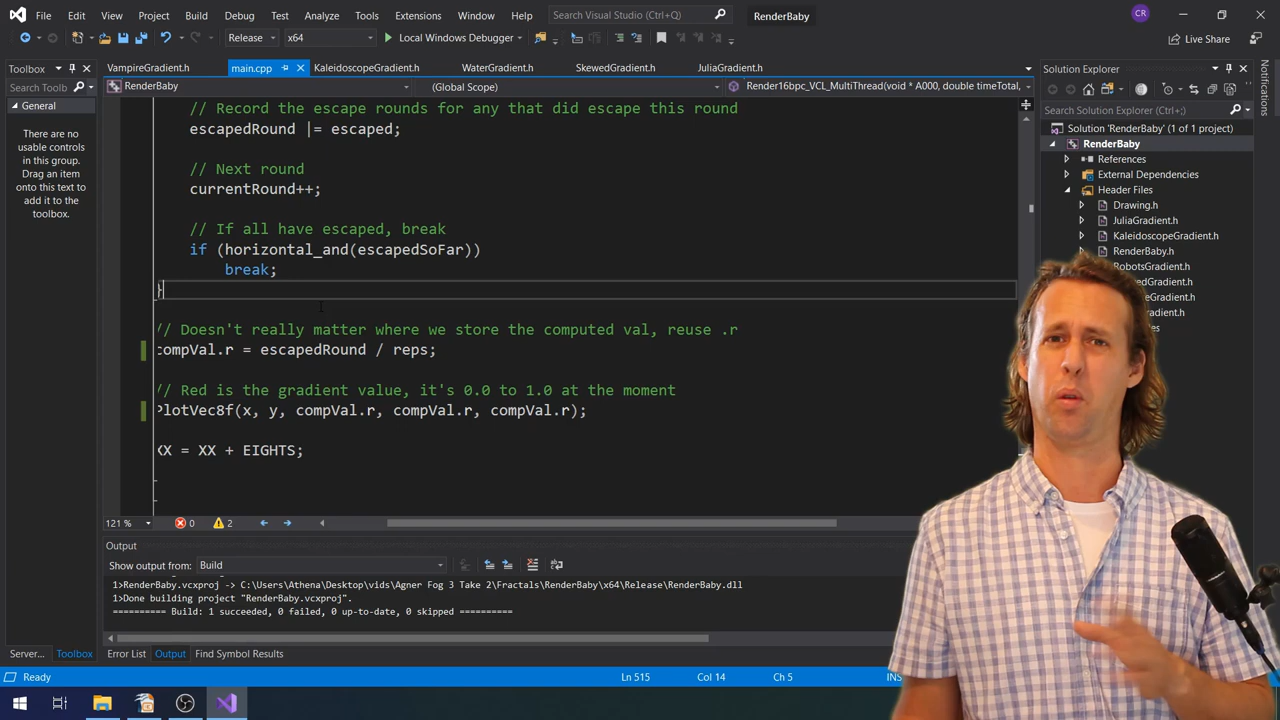 File Edit View Project Build Debug Test Analyze Tools Extensions Window Help Search Visual Studio (Ctrl+Q) RenderBaby CR
Release x64 Local Windows Debugger Live Share
Toolbox
Search Toolb
General
There are no
usable controls
in this group.
Drag an item
onto this text to
add it to the
toolbox.
VampireGradient.h main.cpp KaleidoscopeGradient.h WaterGradient.h SkewedGradient.h JuliaGradient.h
RenderBaby (Global Scope) Render16bpc_VCL_MultiThread(void * A000, double timeTotal,
// Record the escape rounds for any that did escape this round
escapedRound |= escaped;
// Next round
currentRound++;
// If all have escaped, break
if (horizontal_and(escapedSoFar))
break;
}
// Doesn't really matter where we store the computed val, reuse .r
compVal.r = escapedRound / reps;
// Red is the gradient value, it's 0.0 to 1.0 at the moment
PlotVec8f(x, y, compVal.r, compVal.r, compVal.r);
XX = XX + EIGHTS;
121 % 0 2
Output
Show output from: Build
1>RenderBaby.vcxproj -> C:\Users\Athena\Desktop\vids\Agner Fog 3 Take 2\Fractals\RenderBaby\x64\Release\RenderBaby.dll
1>Done building project "RenderBaby.vcxproj".
========== Build: 1 succeeded, 0 failed, 0 up-to-date, 0 skipped ==========
Server... Toolbox Error List Output Find Symbol Results
Ready Ln 515 Col 14 Ch 5 INS
Solution Explorer
Search Solution Explorer (Ctrl+;)
Solution 'RenderBaby' (1 of 1 project)
RenderBaby
References
External Dependencies
Header Files
Drawing.h
JuliaGradient.h
KaleidoscopeGradient.h
RenderBaby.h
RobotsGradient.h
Notifications